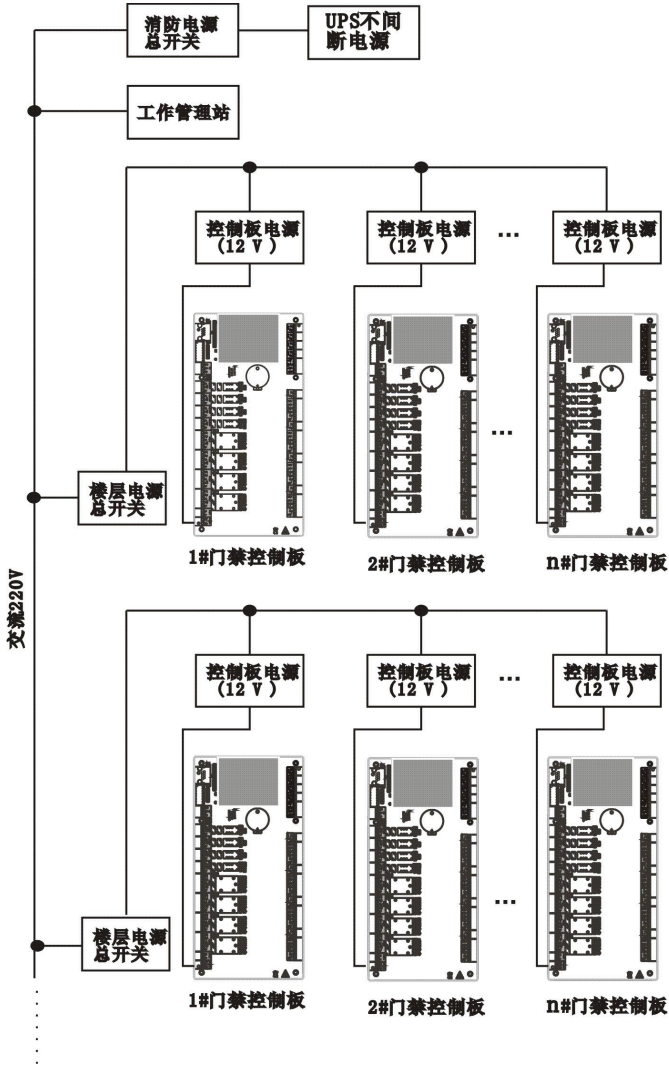 消防电源
总开关
UPS不间
断电源
工作管理站
控制板电源
(12 V )
控制板电源
(12 V )
...
控制板电源
(12 V )
...
楼层电源
总开关
1#门禁控制板
2#门禁控制板
n#门禁控制板
交流220V
控制板电源
(12 V )
控制板电源
(12 V )
...
控制板电源
(12 V )
...
楼层电源
总开关
1#门禁控制板
2#门禁控制板
n#门禁控制板